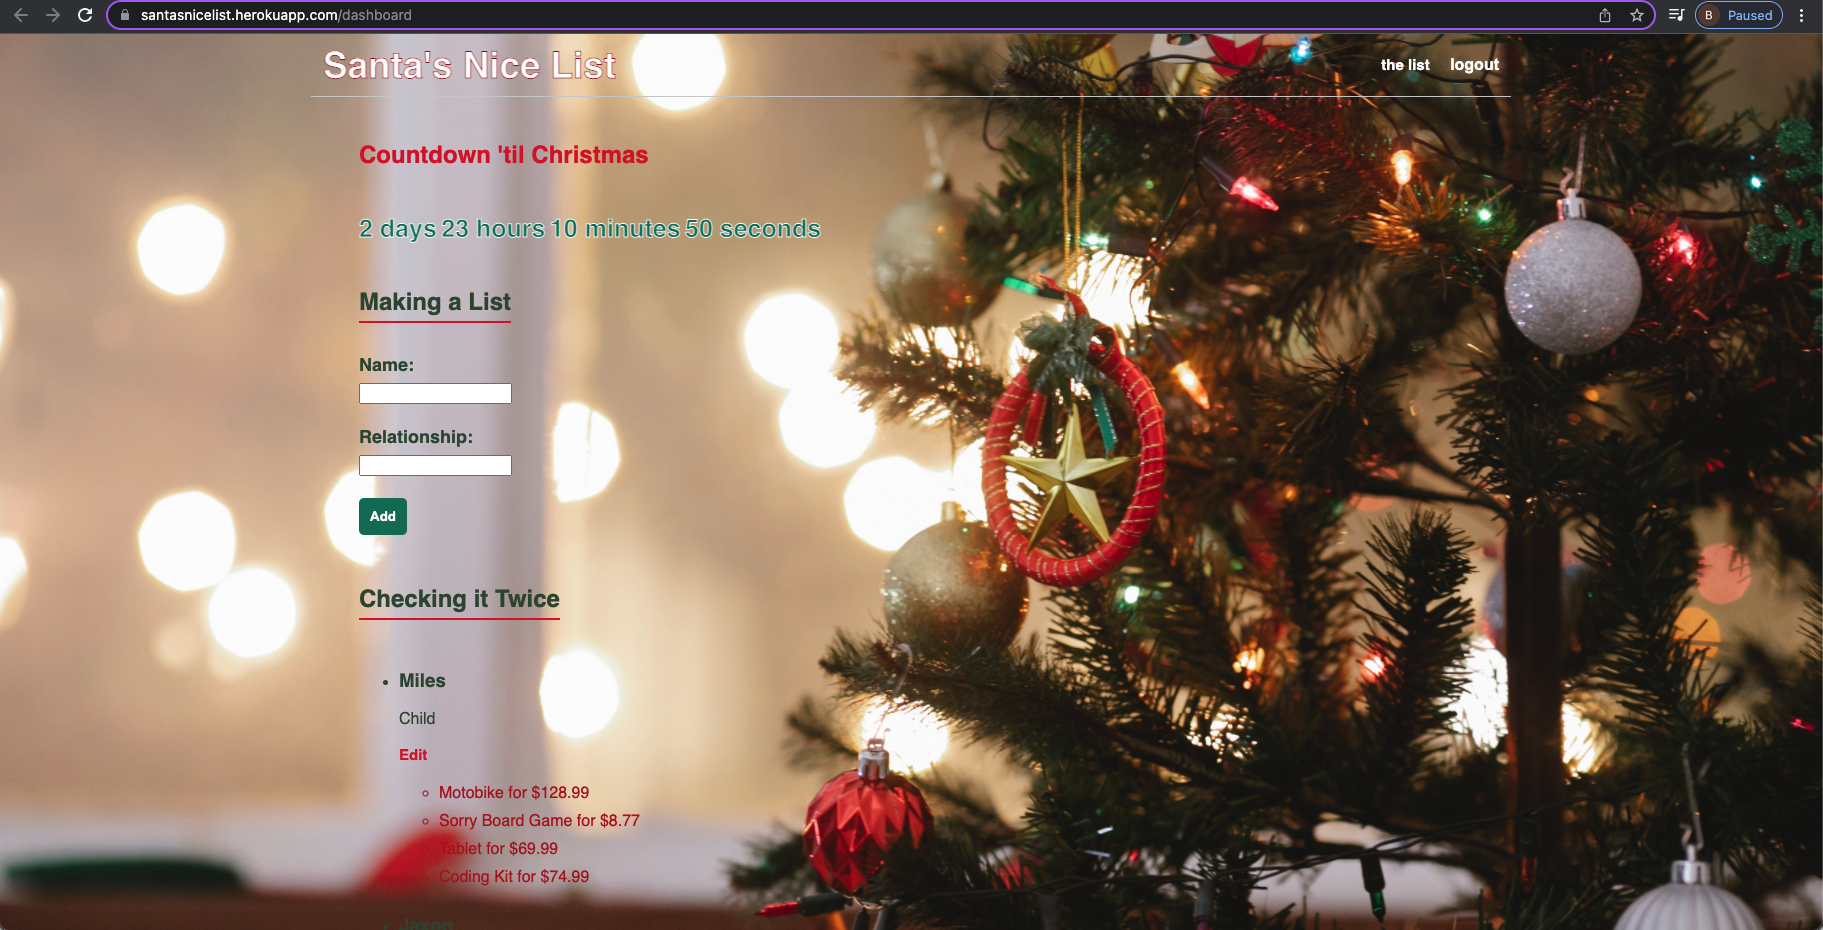 santasnicelist.herokuapp.com/dashboard
B Paused
Santa's Nice List
the list logout
Countdown 'til Christmas
2 days 23 hours 10 minutes 50 seconds
Making a List
Name:
Relationship:
Add
Checking it Twice
Miles
Child
Edit
Motobike for $128.99
Sorry Board Game for $8.77
Tablet for $69.99
Coding Kit for $74.99
Jaxon